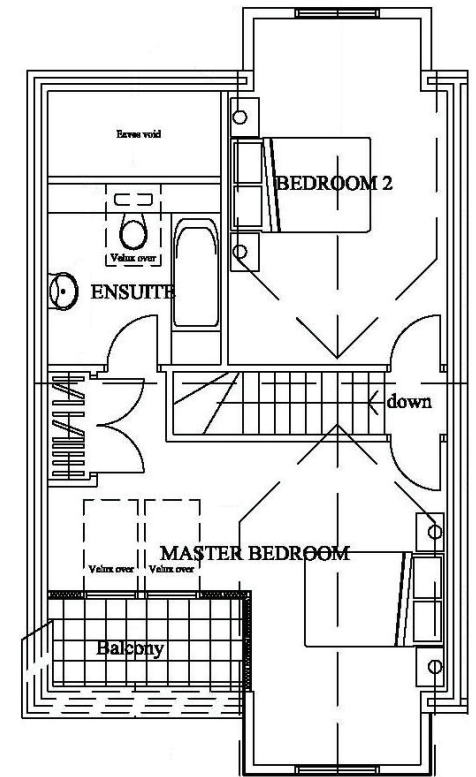 Eaves void
BEDROOM 2
Velux over
ENSUITE
down
MASTER BEDROOM
Velux over
Velux over
Balcony